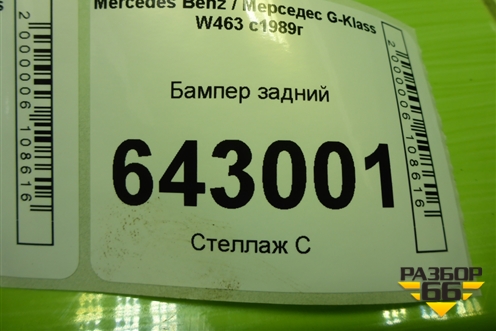 Mercedes Benz / Мерседес G-Klass
W463 с1989г
Бампер задний
643001
Стеллаж С
2000006108616
2000006108616
РАЗБОР
66